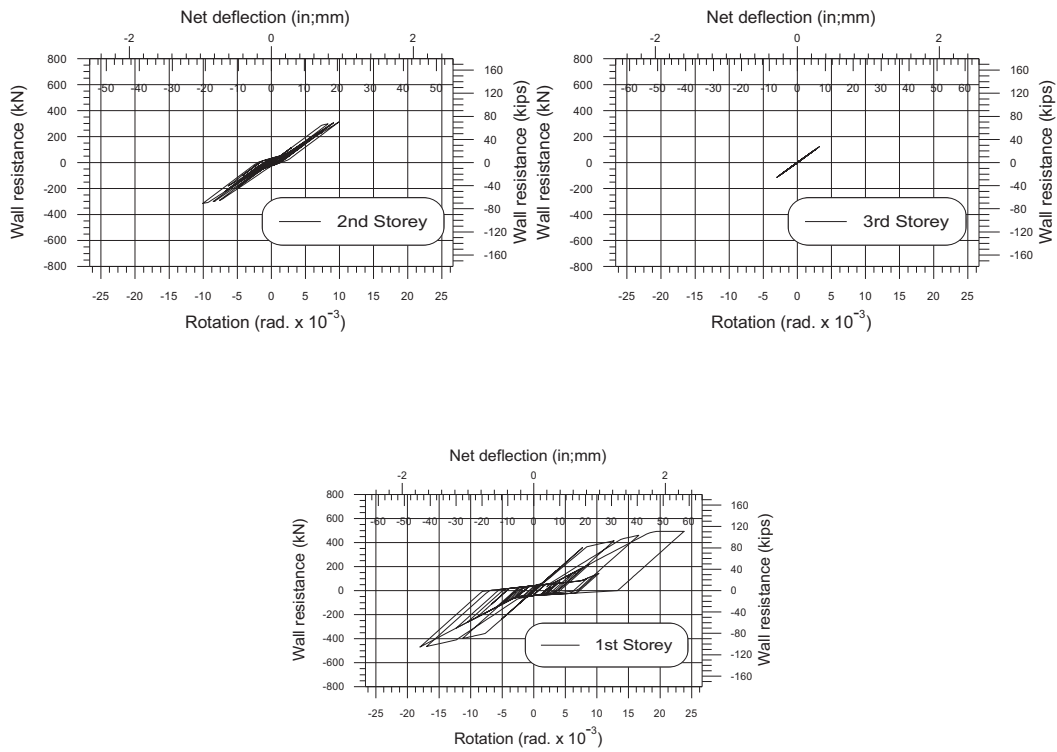 Net deflection (in;mm)
-2 0 2
-50 -40 -30 -20 -10 0 10 20 30 40 50
Wall resistance (kN)
800
600
400
200
0
-200
-400
-600
-800
160
120
80
40
0
-40
-80
-120
-160
Wall resistance (kips)
2nd Storey
-25 -20 -15 -10 -5 0 5 10 15 20 25
Rotation (rad. x 10⁻³)
Net deflection (in;mm)
-2 0 2
-60 -50 -40 -30 -20 -10 0 10 20 30 40 50 60
Wall resistance (kN)
800
600
400
200
0
-200
-400
-600
-800
160
120
80
40
0
-40
-80
-120
-160
Wall resistance (kips)
3rd Storey
-25 -20 -15 -10 -5 0 5 10 15 20 25
Rotation (rad. x 10⁻³)
Net deflection (in;mm)
-2 0 2
-60 -50 -40 -30 -20 -10 0 10 20 30 40 50 60
Wall resistance (kN)
800
600
400
200
0
-200
-400
-600
-800
160
120
80
40
0
-40
-80
-120
-160
Wall resistance (kips)
1st Storey
-25 -20 -15 -10 -5 0 5 10 15 20 25
Rotation (rad. x 10⁻³)